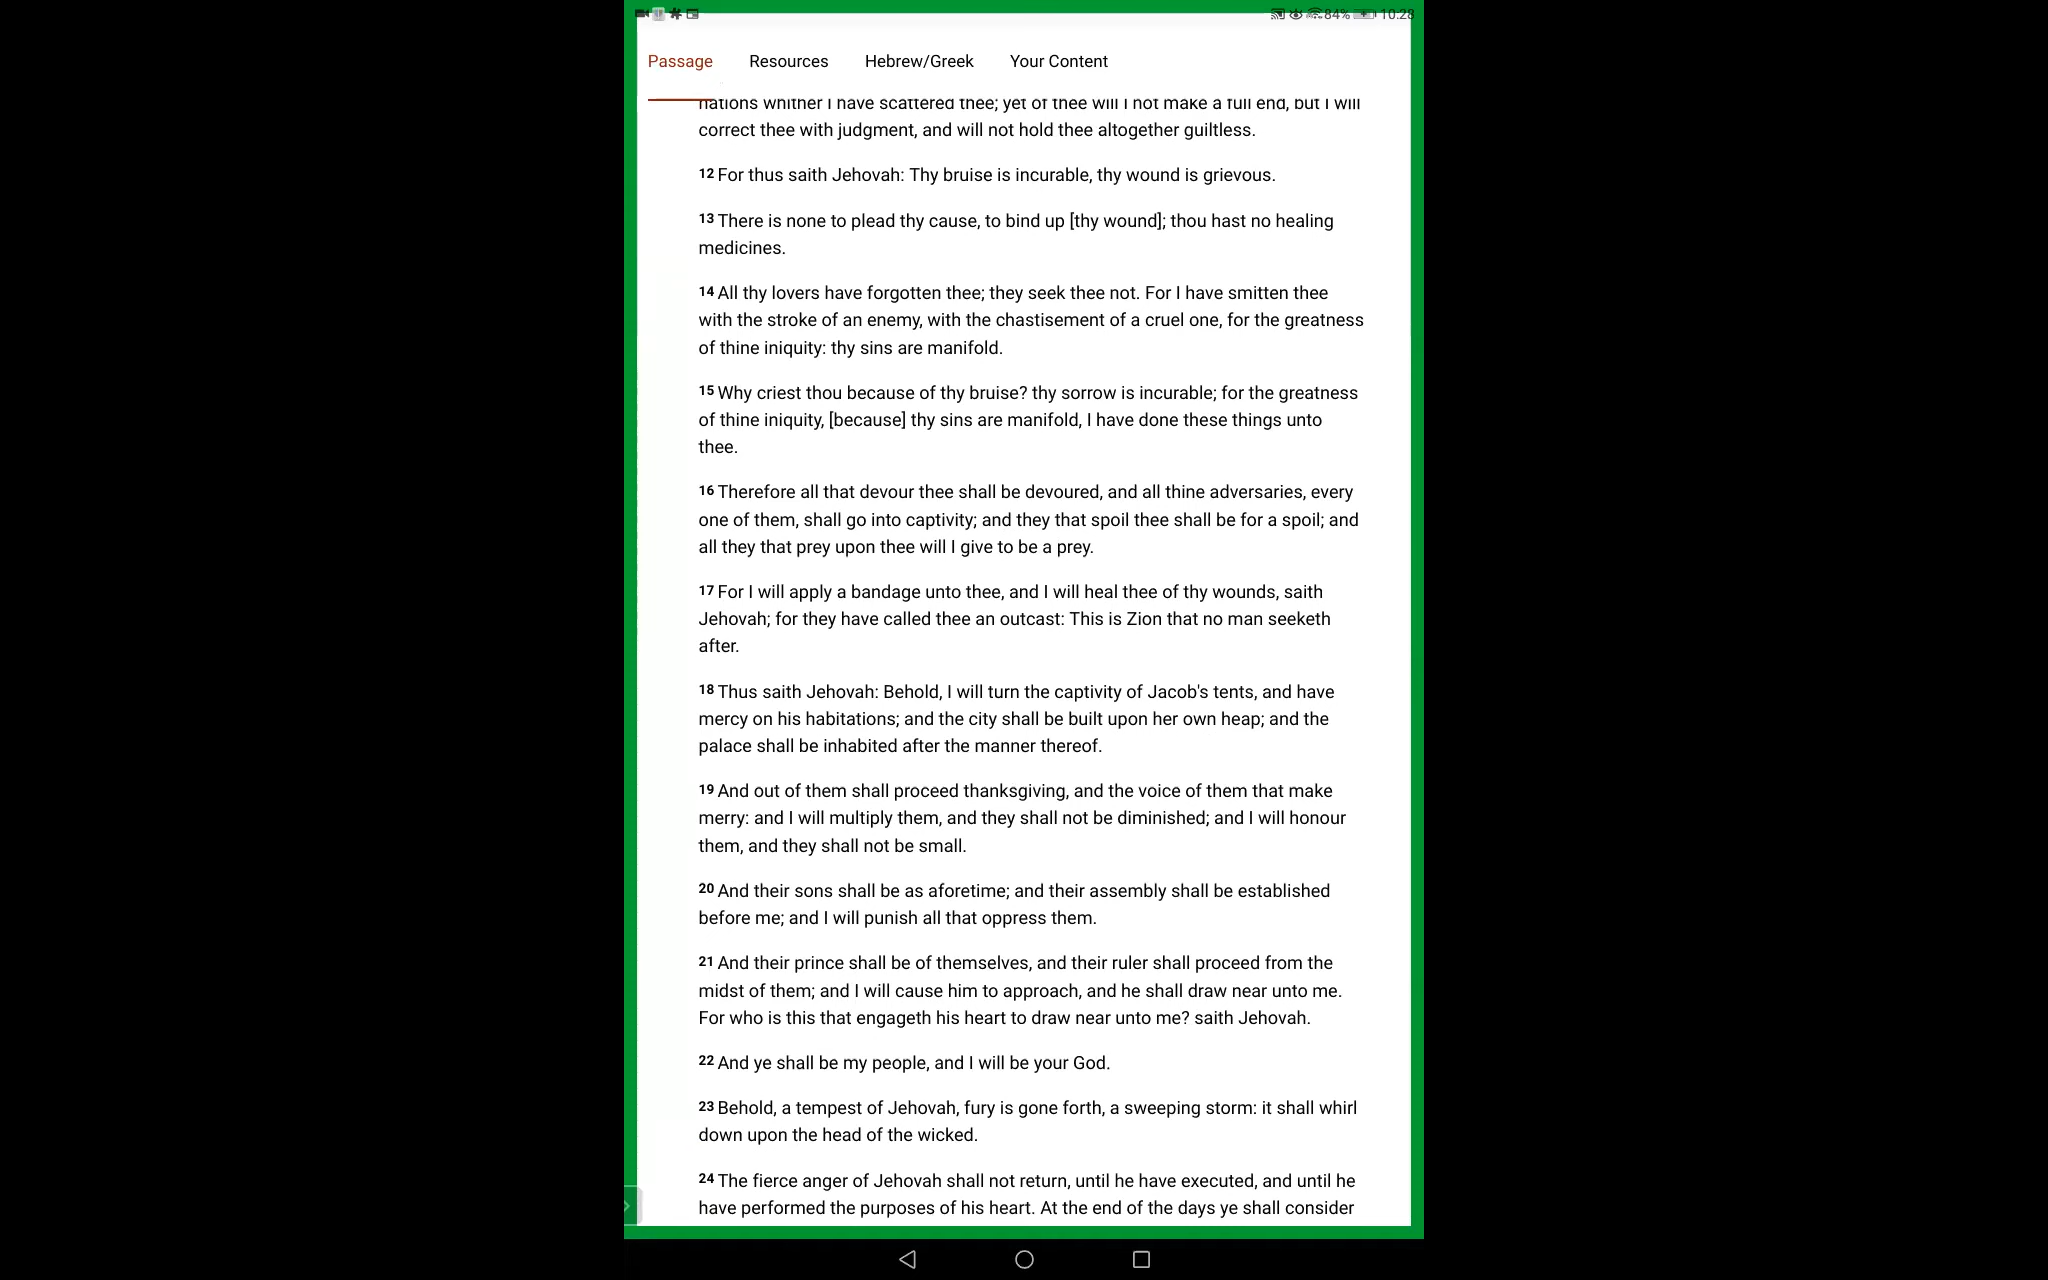 84% 10:28
Passage Resources Hebrew/Greek Your Content
nations whither I have scattered thee; yet of thee will I not make a full end, but I will
correct thee with judgment, and will not hold thee altogether guiltless.
12 For thus saith Jehovah: Thy bruise is incurable, thy wound is grievous.
13 There is none to plead thy cause, to bind up [thy wound]; thou hast no healing
medicines.
14 All thy lovers have forgotten thee; they seek thee not. For I have smitten thee
with the stroke of an enemy, with the chastisement of a cruel one, for the greatness
of thine iniquity: thy sins are manifold.
15 Why criest thou because of thy bruise? thy sorrow is incurable; for the greatness
of thine iniquity, [because] thy sins are manifold, I have done these things unto
thee.
16 Therefore all that devour thee shall be devoured, and all thine adversaries, every
one of them, shall go into captivity; and they that spoil thee shall be for a spoil; and
all they that prey upon thee will I give to be a prey.
17 For I will apply a bandage unto thee, and I will heal thee of thy wounds, saith
Jehovah; for they have called thee an outcast: This is Zion that no man seeketh
after.
18 Thus saith Jehovah: Behold, I will turn the captivity of Jacob's tents, and have
mercy on his habitations; and the city shall be built upon her own heap; and the
palace shall be inhabited after the manner thereof.
19 And out of them shall proceed thanksgiving, and the voice of them that make
merry: and I will multiply them, and they shall not be diminished; and I will honour
them, and they shall not be small.
20 And their sons shall be as aforetime; and their assembly shall be established
before me; and I will punish all that oppress them.
21 And their prince shall be of themselves, and their ruler shall proceed from the
midst of them; and I will cause him to approach, and he shall draw near unto me.
For who is this that engageth his heart to draw near unto me? saith Jehovah.
22 And ye shall be my people, and I will be your God.
23 Behold, a tempest of Jehovah, fury is gone forth, a sweeping storm: it shall whirl
down upon the head of the wicked.
24 The fierce anger of Jehovah shall not return, until he have executed, and until he
have performed the purposes of his heart. At the end of the days ye shall consider